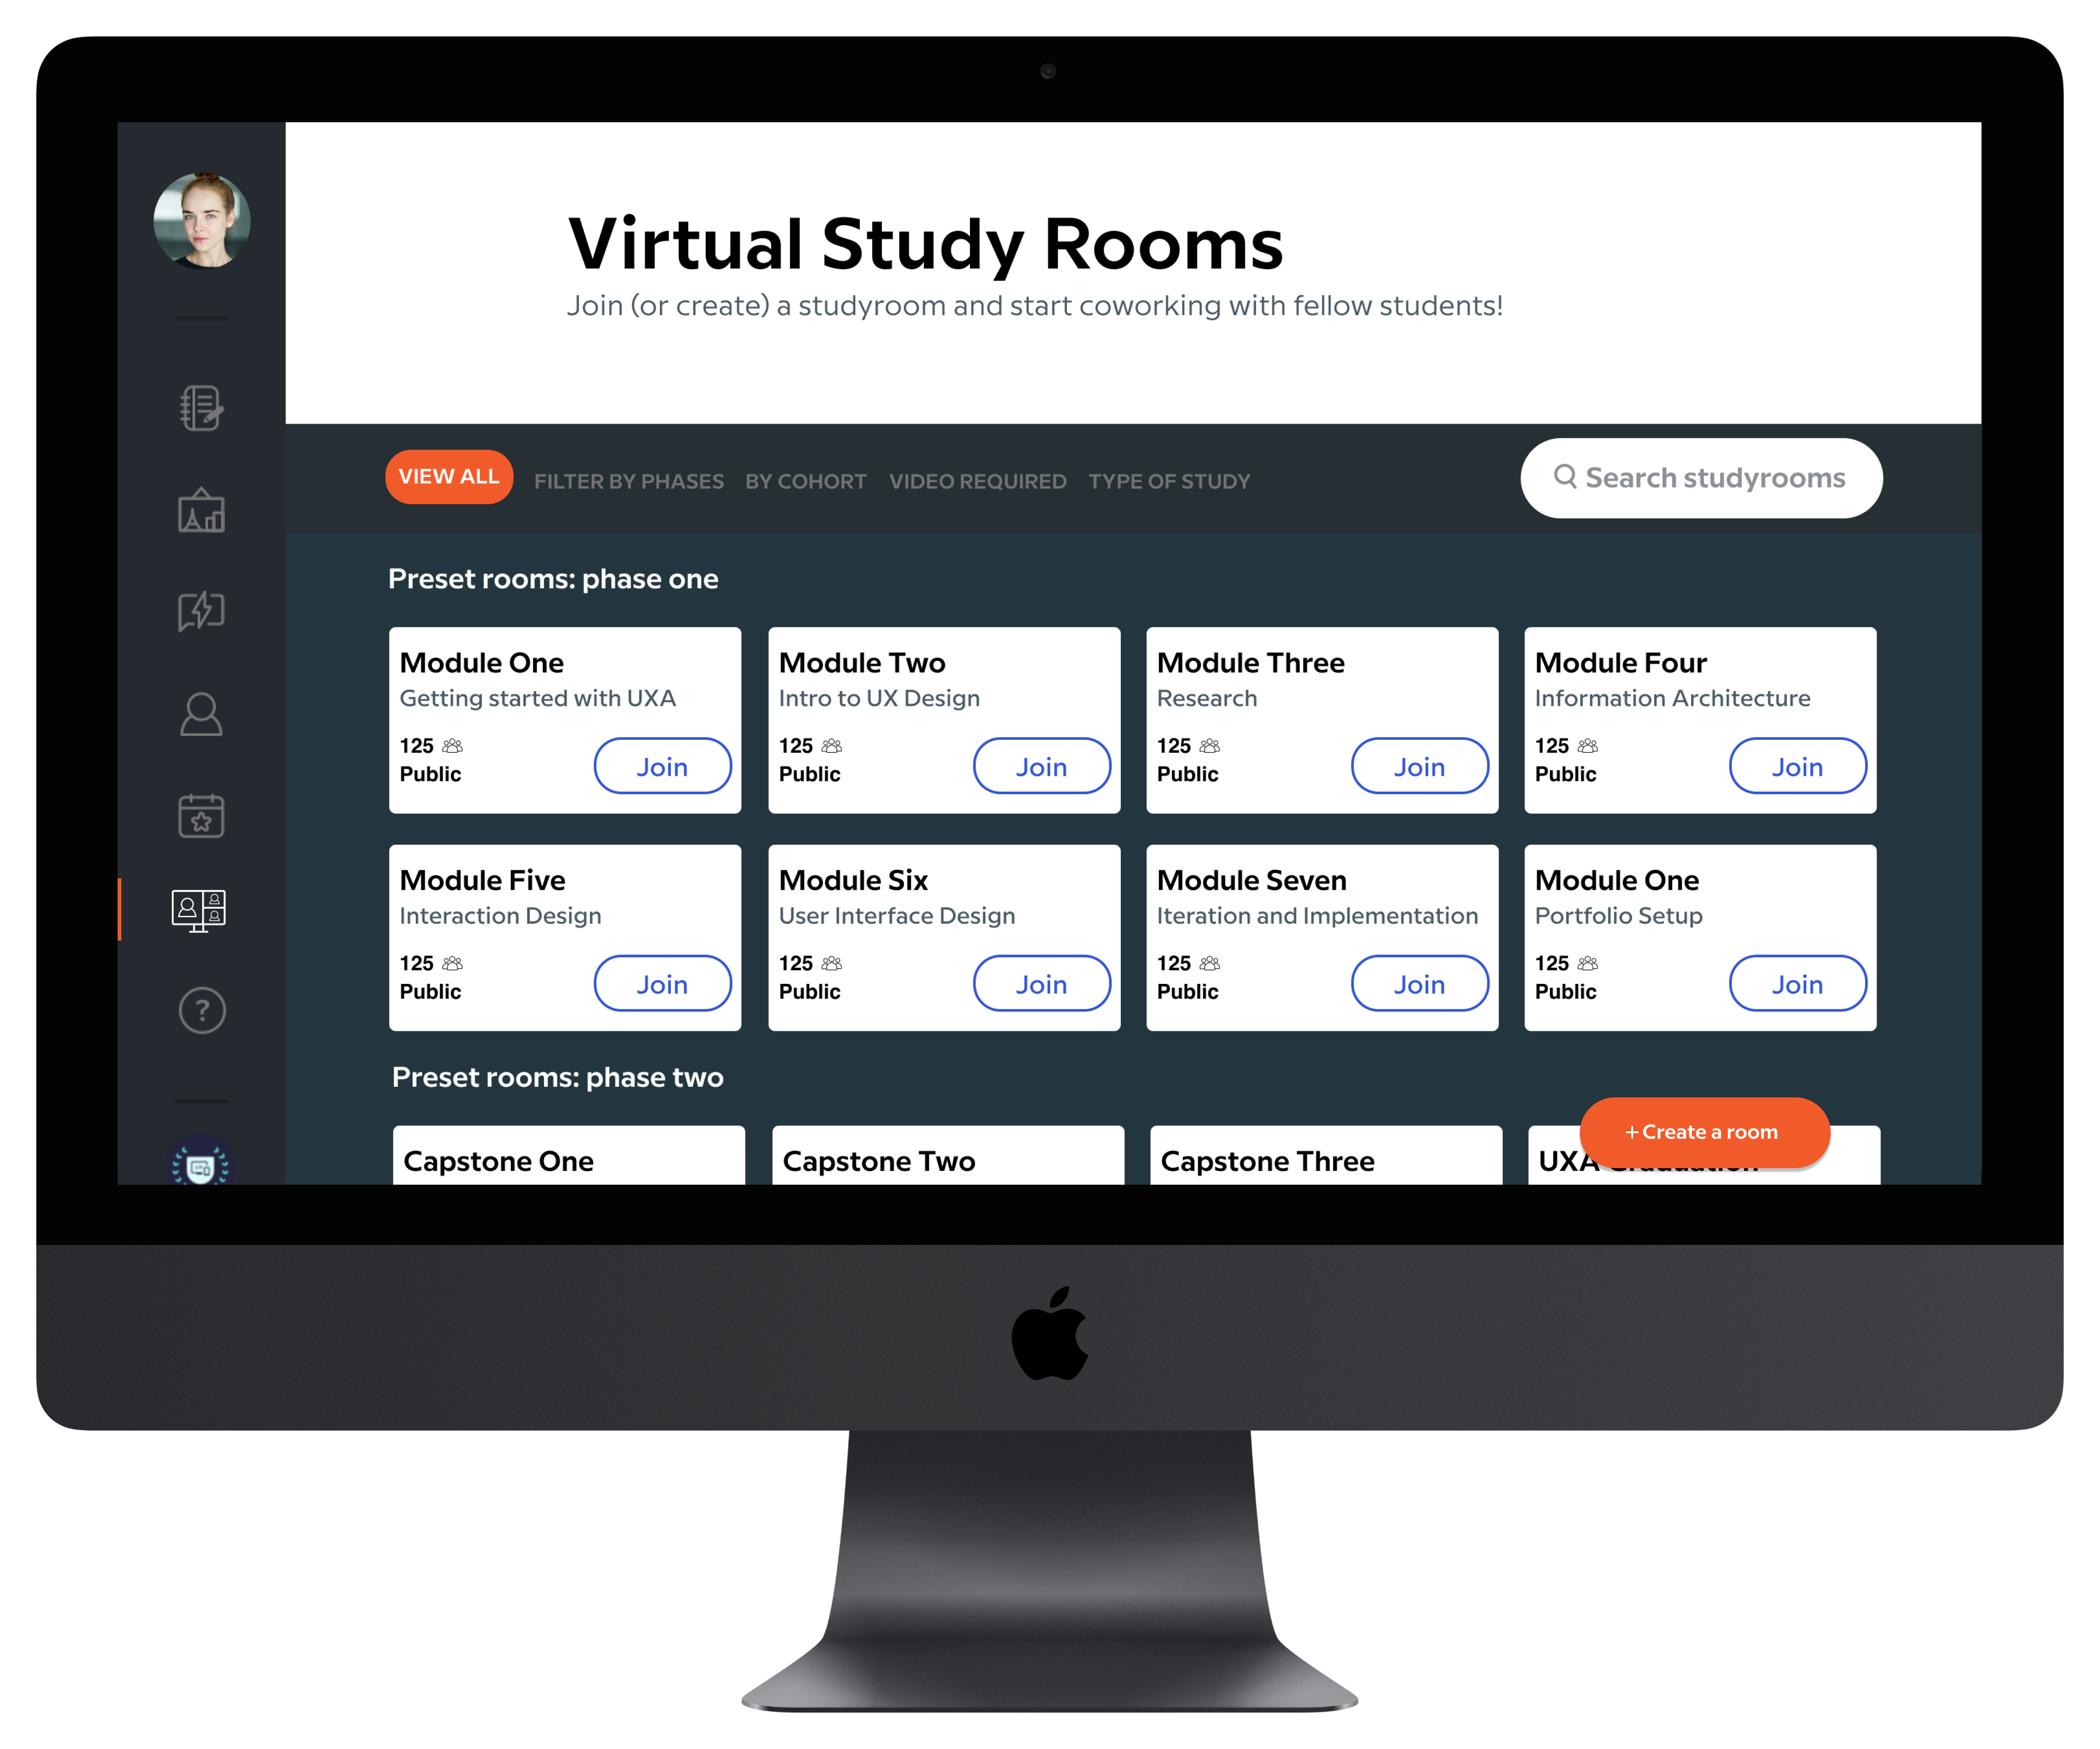 Virtual Study Rooms
Join (or create) a studyroom and start coworking with fellow students!
VIEW ALL FILTER BY PHASES BY COHORT VIDEO REQUIRED TYPE OF STUDY Search studyrooms
Preset rooms: phase one
Module One
Getting started with UXA
125
Public
Join
Module Two
Intro to UX Design
125
Public
Join
Module Three
Research
125
Public
Join
Module Four
Information Architecture
125
Public
Join
Module Five
Interaction Design
125
Public
Join
Module Six
User Interface Design
125
Public
Join
Module Seven
Iteration and Implementation
125
Public
Join
Module One
Portfolio Setup
125
Public
Join
?
Preset rooms: phase two
+Create a room
Capstone One
Capstone Two
Capstone Three
UXA Graduation